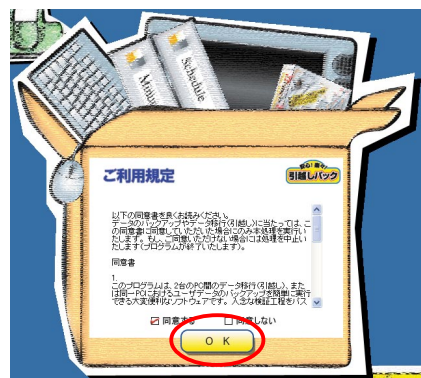 Manual
Schedule
ご利用規定
安心!簡単!
引越しパック
以下の同意書を良くお読みください。
データのバックアップやデータ移行(引越し)に当たっては、こ
の同意書に同意していただいた場合にのみ本処理を実行い
たします。もし、ご同意いただけない場合には処理を中止い
たします(プログラムが終了いたします)。
同意書
1.
このプログラムは、2台のPC間のデータ移行(引越し)、また
は同一PCにおけるユーザデータのバックアップを簡単に実行
できる大変便利なソフトウェアです。入念な検証工程をパス
同意する
同意しない
ＯＫ